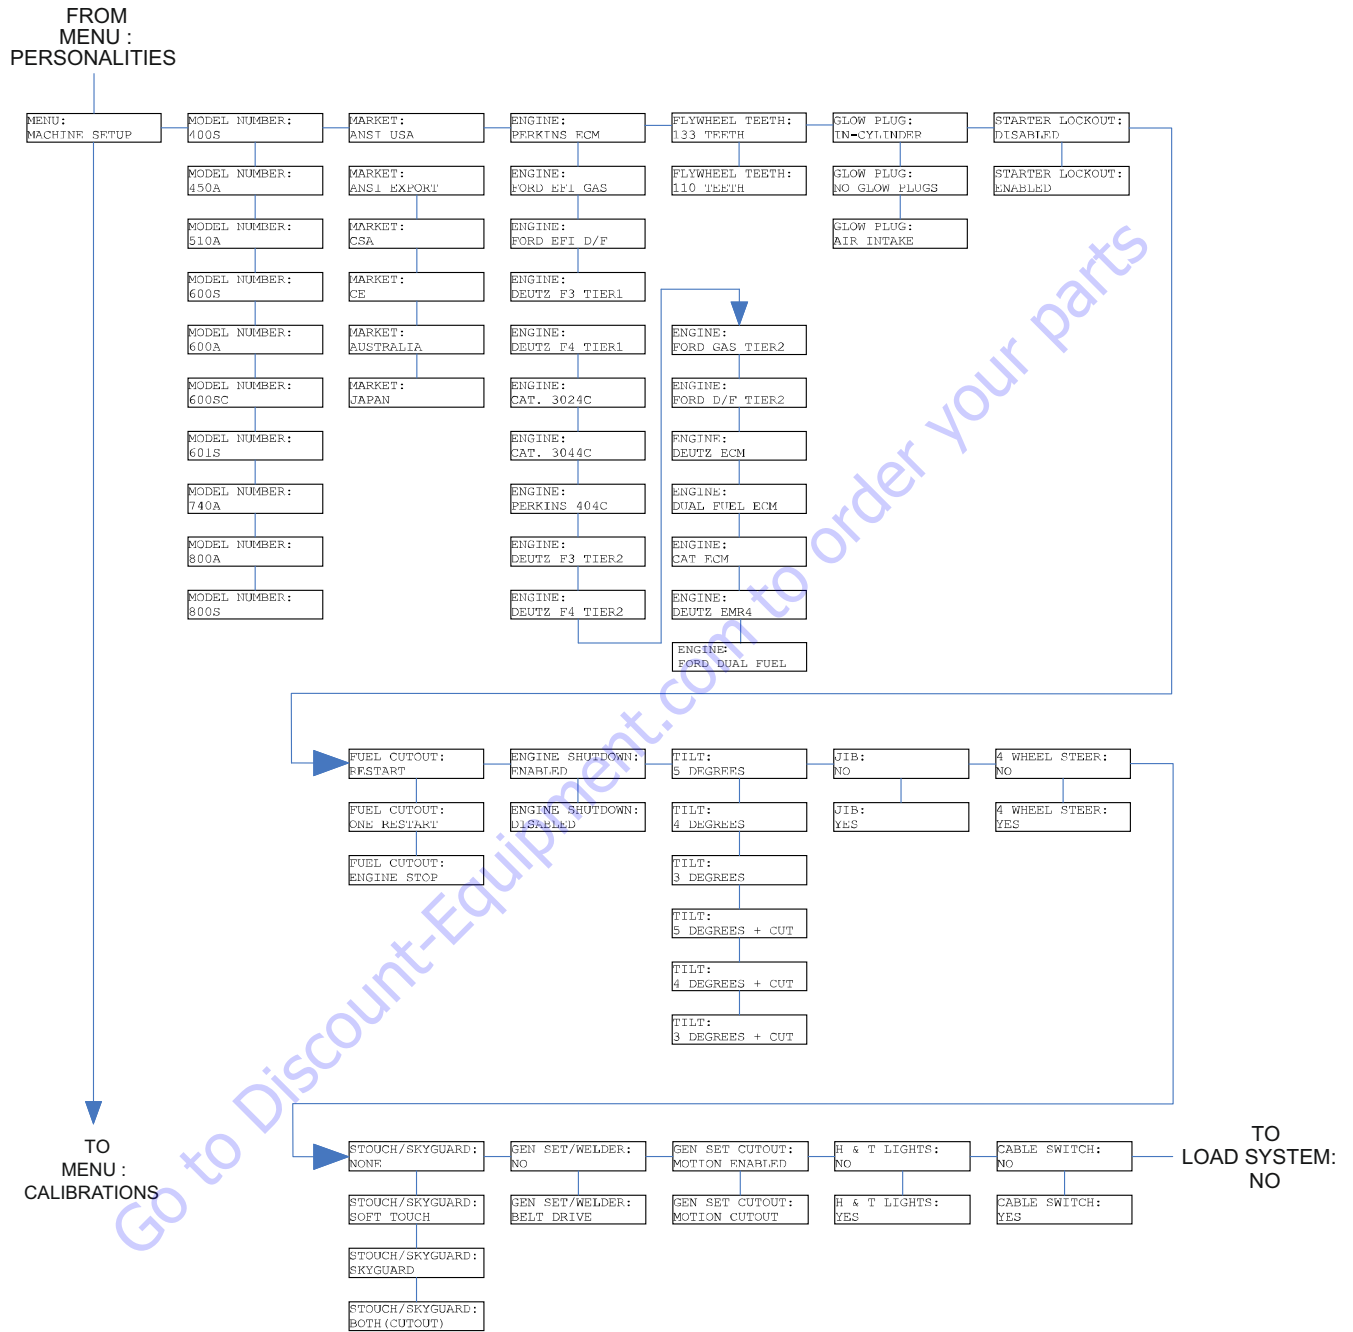 FROM
MENU :
PERSONALITIES
MENU:
MACHINE SETUP
MODEL NUMBER:
400S
MODEL NUMBER:
450A
MODEL NUMBER:
510A
MODEL NUMBER:
600S
MODEL NUMBER:
600A
MODEL NUMBER:
600SC
MODEL NUMBER:
601S
MODEL NUMBER:
740A
MODEL NUMBER:
800A
MODEL NUMBER:
800S
MARKET:
ANSI USA
MARKET:
ANSI EXPORT
MARKET:
CSA
MARKET:
CE
MARKET:
AUSTRALIA
MARKET:
JAPAN
ENGINE:
PERKINS ECM
ENGINE:
FORD EFI GAS
ENGINE:
FORD EFI D/F
ENGINE:
DEUTZ F3 TIER1
ENGINE:
DEUTZ F4 TIER1
ENGINE:
CAT. 3024C
ENGINE:
CAT. 3044C
ENGINE:
PERKINS 404C
ENGINE:
DEUTZ F3 TIER2
ENGINE:
DEUTZ F4 TIER2
FLYWHEEL TEETH:
133 TEETH
FLYWHEEL TEETH:
110 TEETH
ENGINE:
FORD GAS TIER2
ENGINE:
FORD D/F TIER2
ENGINE:
DEUTZ ECM
ENGINE:
DUAL FUEL ECM
ENGINE:
CAT ECM
ENGINE:
DEUTZ EMR4
ENGINE:
FORD DUAL FUEL
GLOW PLUG:
IN-CYLINDER
GLOW PLUG:
NO GLOW PLUGS
GLOW PLUG:
AIR INTAKE
STARTER LOCKOUT:
DISABLED
STARTER LOCKOUT:
ENABLED
FUEL CUTOUT:
RESTART
FUEL CUTOUT:
ONE RESTART
FUEL CUTOUT:
ENGINE STOP
ENGINE SHUTDOWN:
ENABLED
ENGINE SHUTDOWN:
DISABLED
TILT:
5 DEGREES
TILT:
4 DEGREES
TILT:
3 DEGREES
TILT:
5 DEGREES + CUT
TILT:
4 DEGREES + CUT
TILT:
3 DEGREES + CUT
JIB:
NO
JIB:
YES
4 WHEEL STEER:
NO
4 WHEEL STEER:
YES
TO
MENU :
CALIBRATIONS
STOUCH/SKYGUARD:
NONE
STOUCH/SKYGUARD:
SOFT TOUCH
STOUCH/SKYGUARD:
SKYGUARD
STOUCH/SKYGUARD:
BOTH(CUTOUT)
GEN SET/WELDER:
NO
GEN SET/WELDER:
BELT DRIVE
GEN SET CUTOUT:
MOTION ENABLED
GEN SET CUTOUT:
MOTION CUTOUT
H & T LIGHTS:
NO
H & T LIGHTS:
YES
CABLE SWITCH:
NO
CABLE SWITCH:
YES
TO
LOAD SYSTEM:
NO
Go to Discount-Equipment.com to order your parts